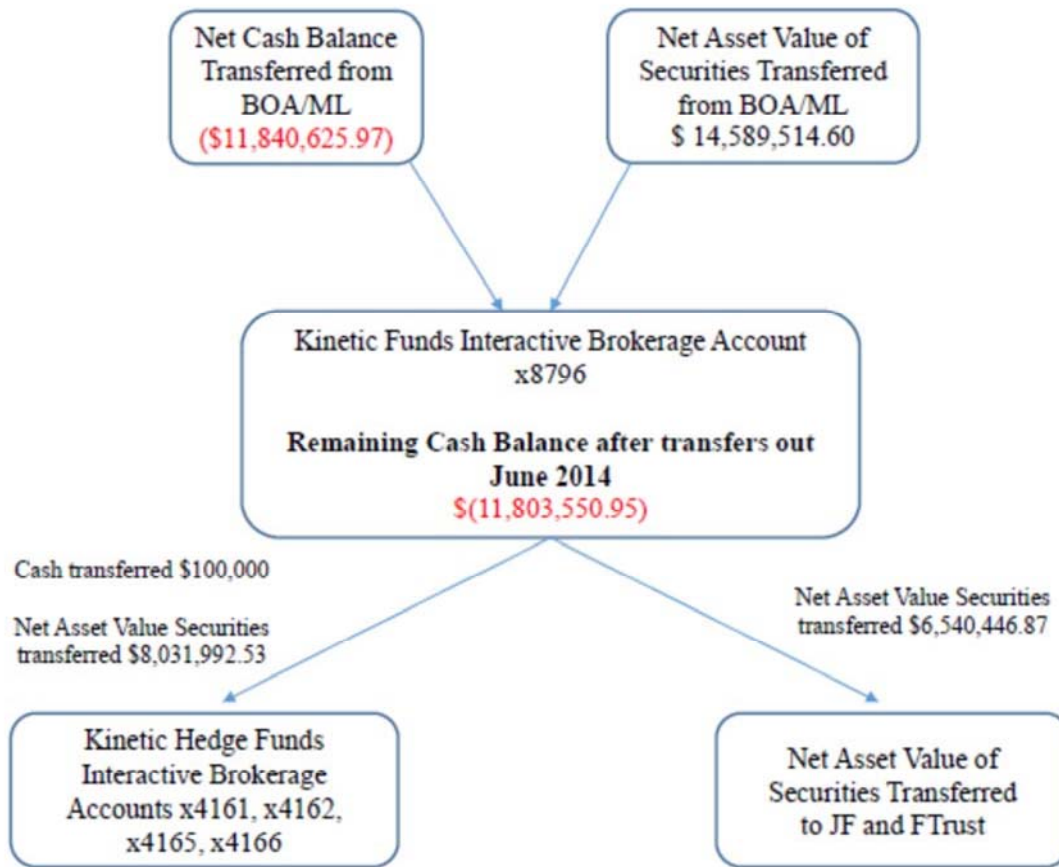 Net Cash Balance
Transferred from
BOA/ML
($11,840,625.97)
Net Asset Value of
Securities Transferred
from BOA/ML
$ 14,589,514.60
Kinetic Funds Interactive Brokerage Account
x8796
Remaining Cash Balance after transfers out
June 2014
$(11,803,550.95)
Cash transferred $100,000
Net Asset Value Securities
transferred $8,031,992.53
Net Asset Value Securities
transferred $6,540,446.87
Kinetic Hedge Funds
Interactive Brokerage
Accounts x4161, x4162,
x4165, x4166
Net Asset Value of
Securities Transferred
to JF and FTrust